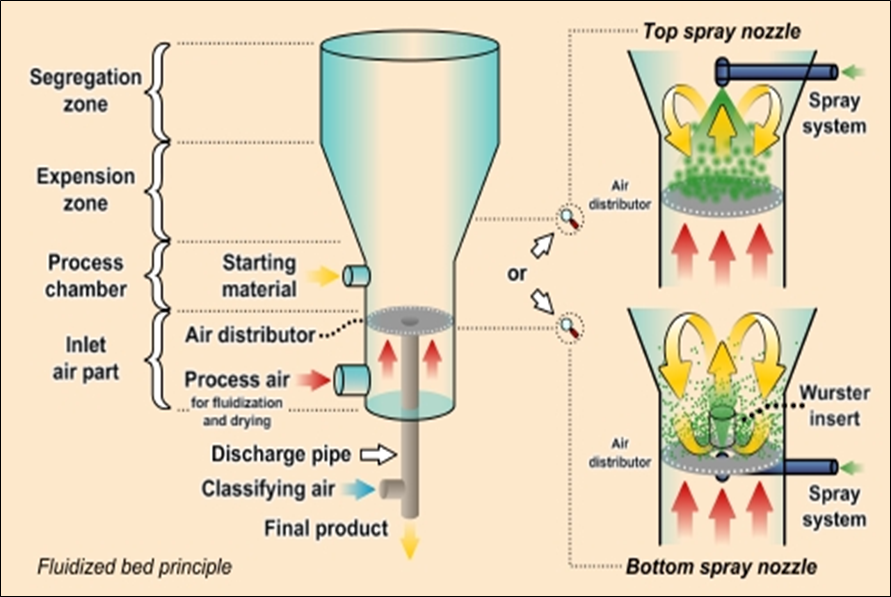 Segregation
zone
Expension
zone
Process
chamber
Inlet
air part
Starting
material
Air distributor
Process air
for fluidization
and drying
Discharge pipe
Classifying air
Final product
Fluidized bed principle
or
Top spray nozzle
Spray
system
Air
distributor
Wurster
insert
Air
distributor
Spray
system
Bottom spray nozzle